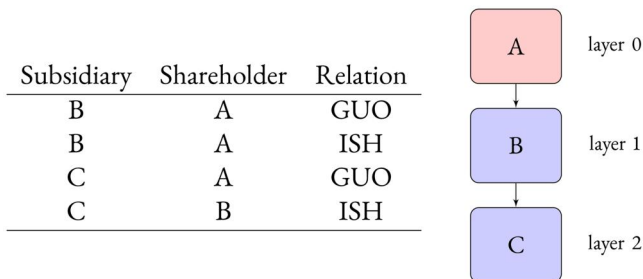 Subsidiary Shareholder Relation
B A GUO
B A ISH
C A GUO
C B ISH
A layer 0
B layer 1
C layer 2